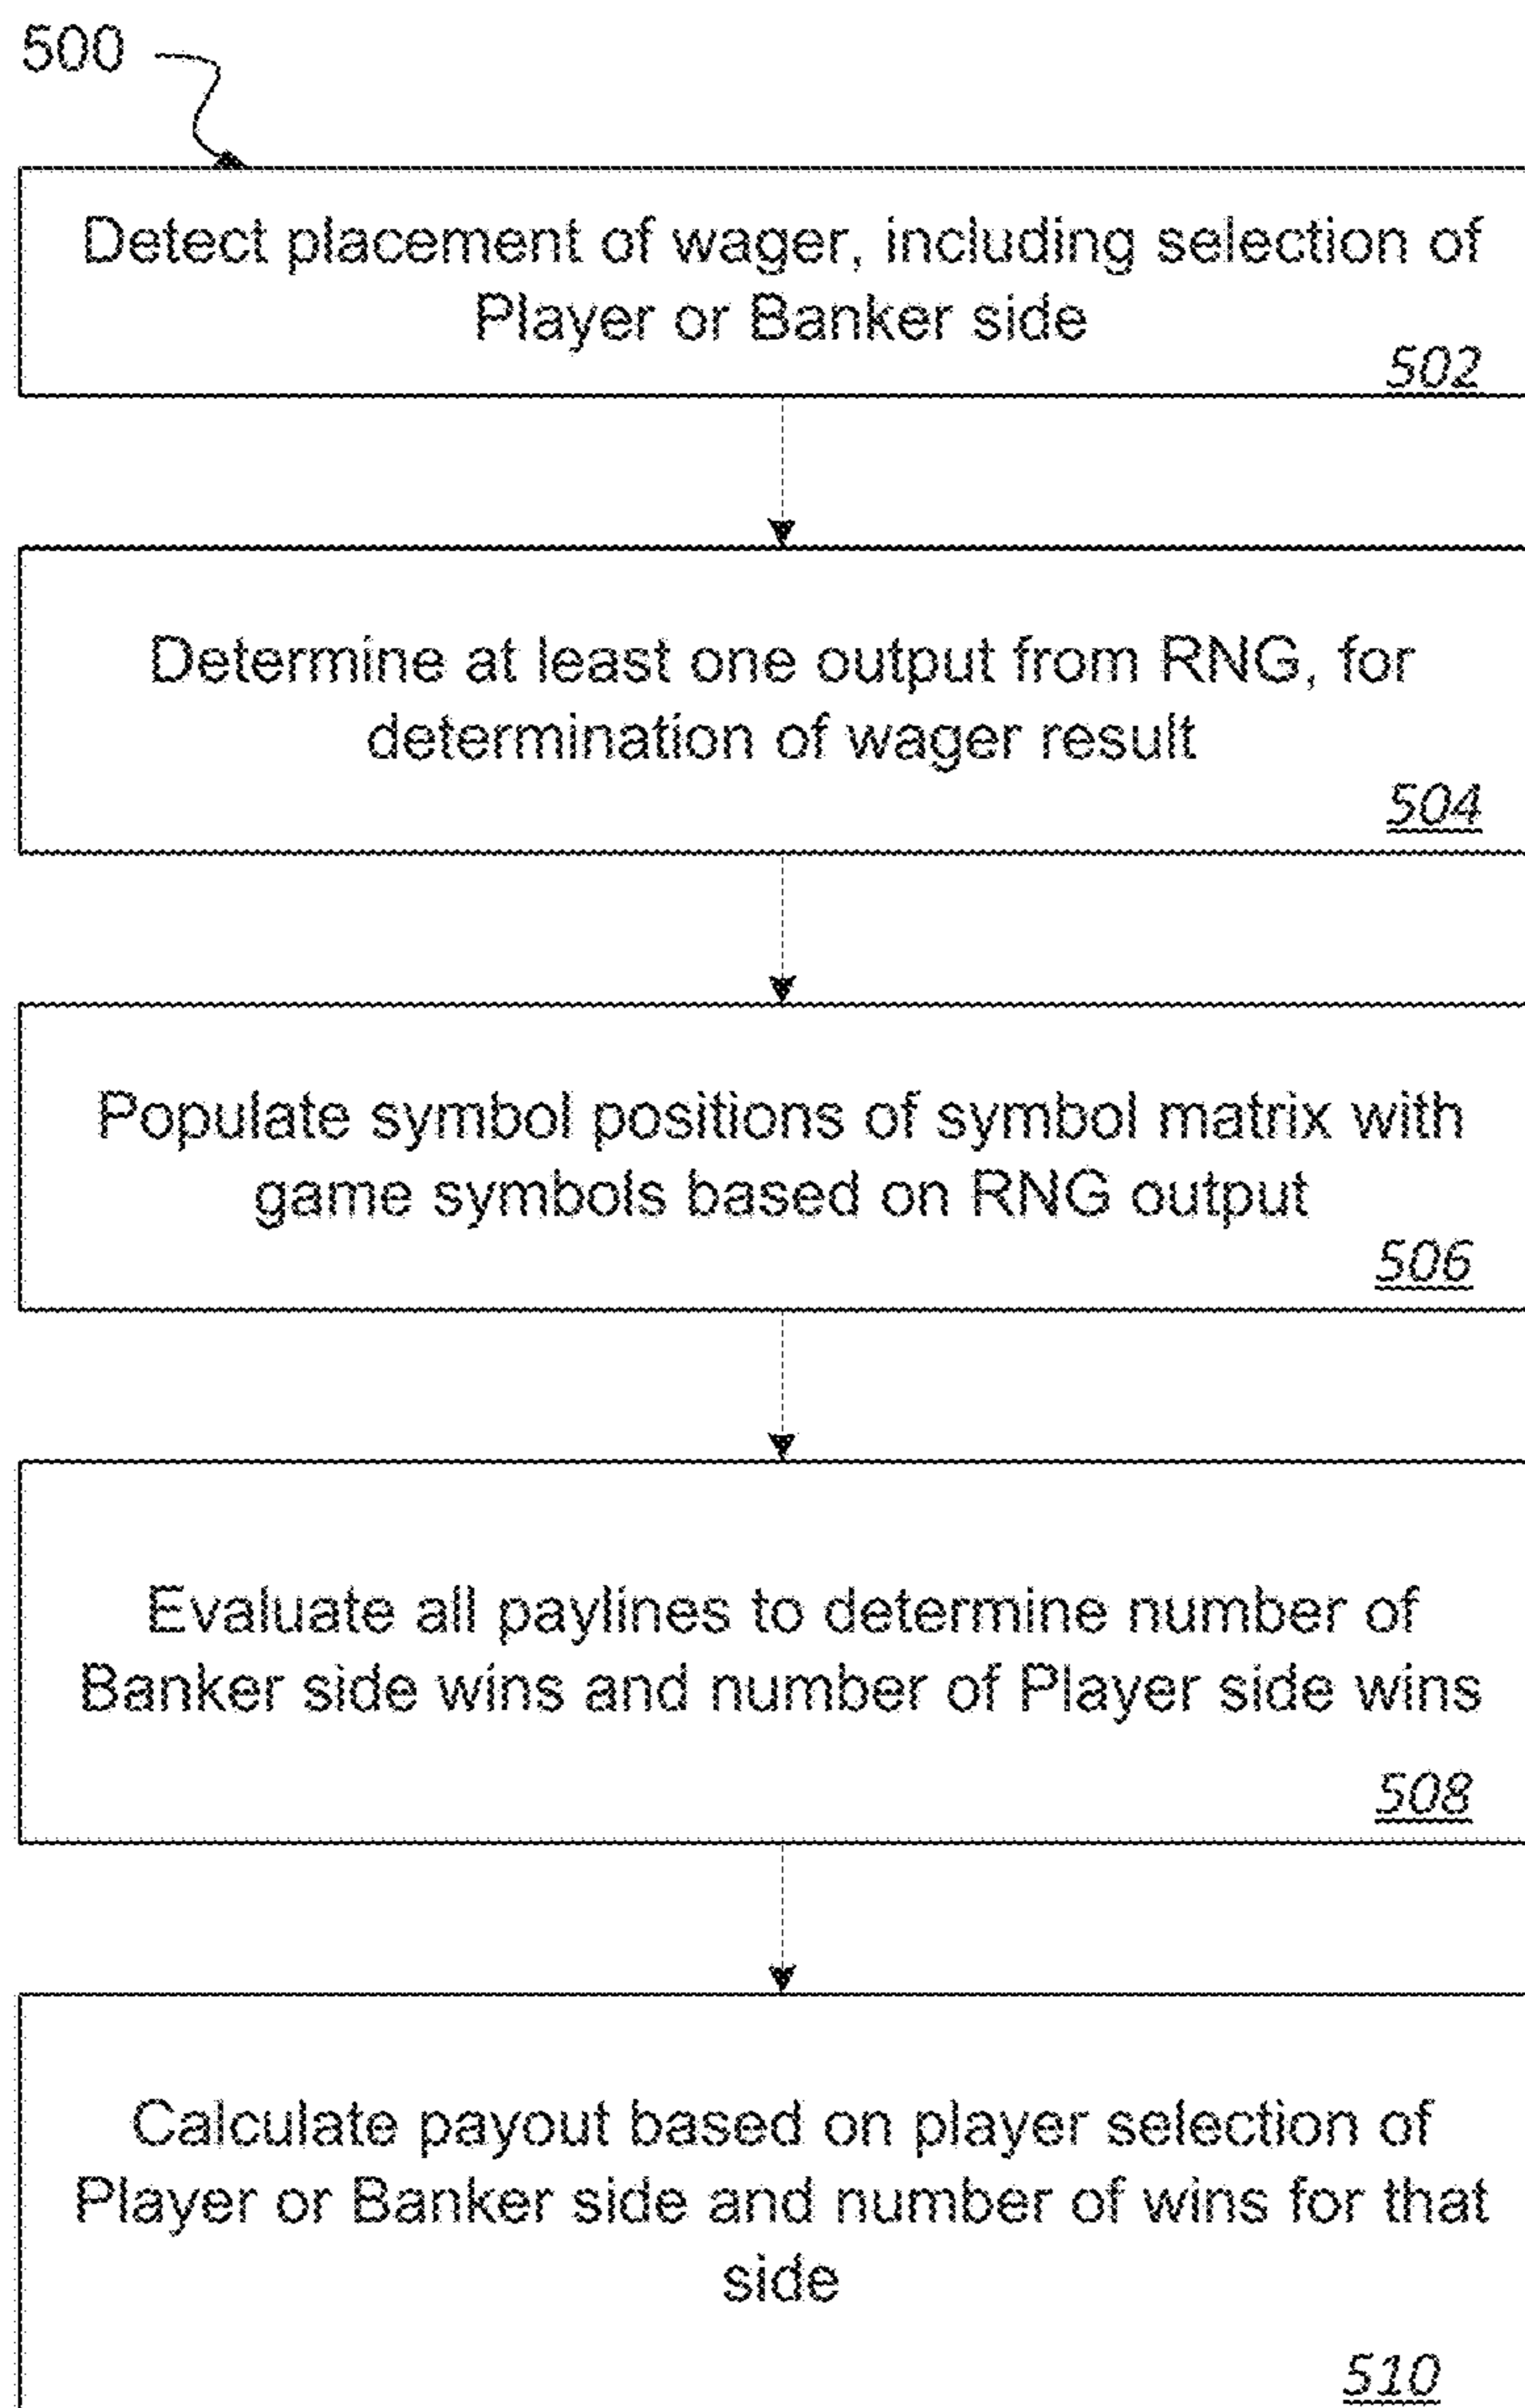 500
Detect placement of wager, including selection of
Player or Banker side
502
Determine at least one output from RNG, for
determination of wager result
504
Populate symbol positions of symbol matrix with
game symbols based on RNG output
506
Evaluate all paylines to determine number of
Banker side wins and number of Player side wins
508
Calculate payout based on player selection of
Player or Banker side and number of wins for that
side
510